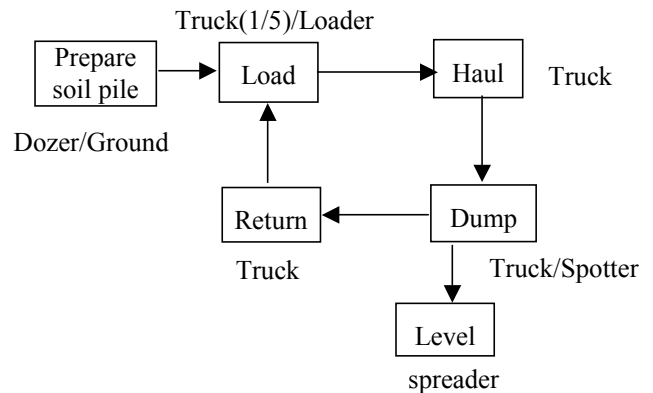 Truck(1/5)/Loader
Prepare
soil pile
Load
Haul
Truck
Dozer/Ground
Return
Dump
Truck
Truck/Spotter
Level
spreader